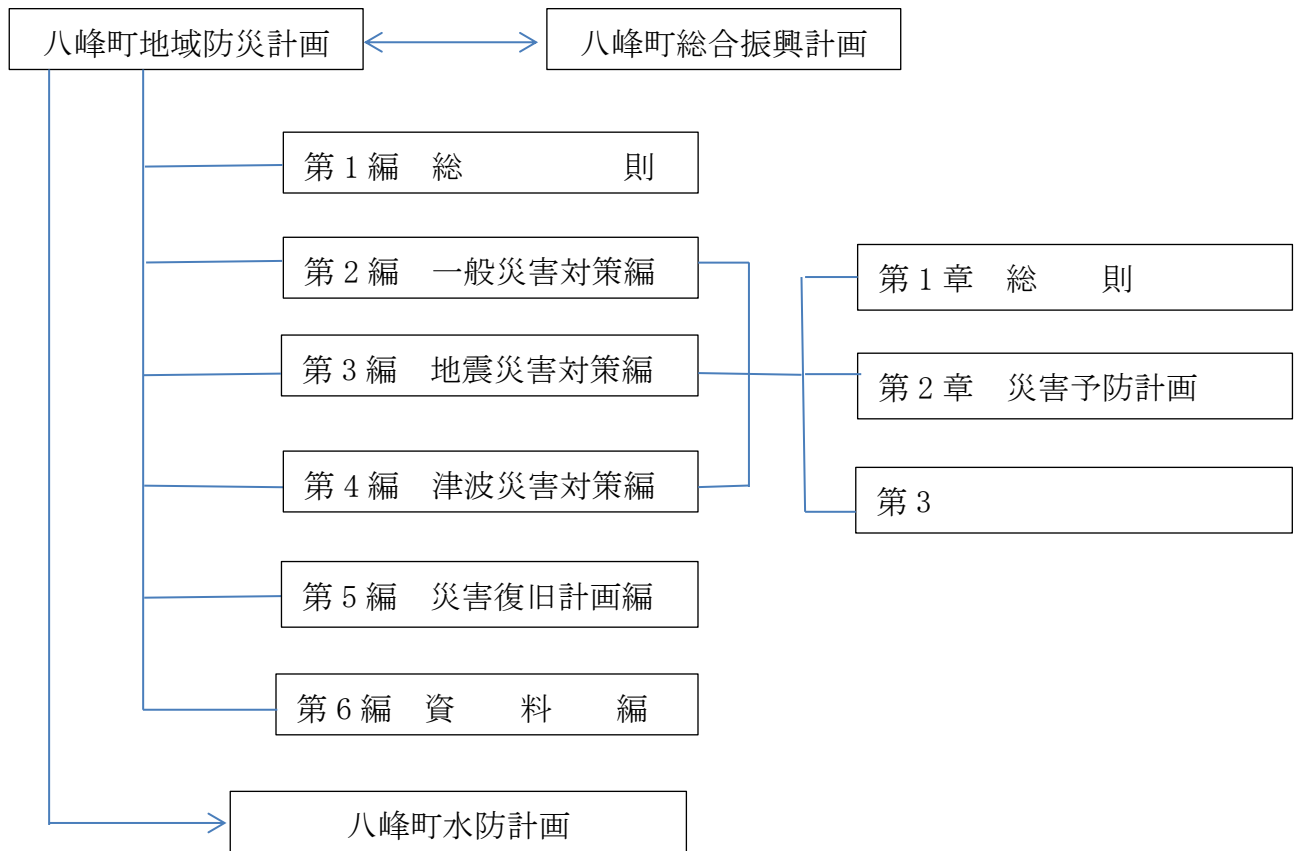 八峰町地域防災計画
八峰町総合振興計画
第1編　総　　　　則
第2編　一般災害対策編
第3編　地震災害対策編
第4編　津波災害対策編
第5編　災害復旧計画編
第6編　資　　料　　編
第1章　総　　則
第2章　災害予防計画
第3
八峰町水防計画